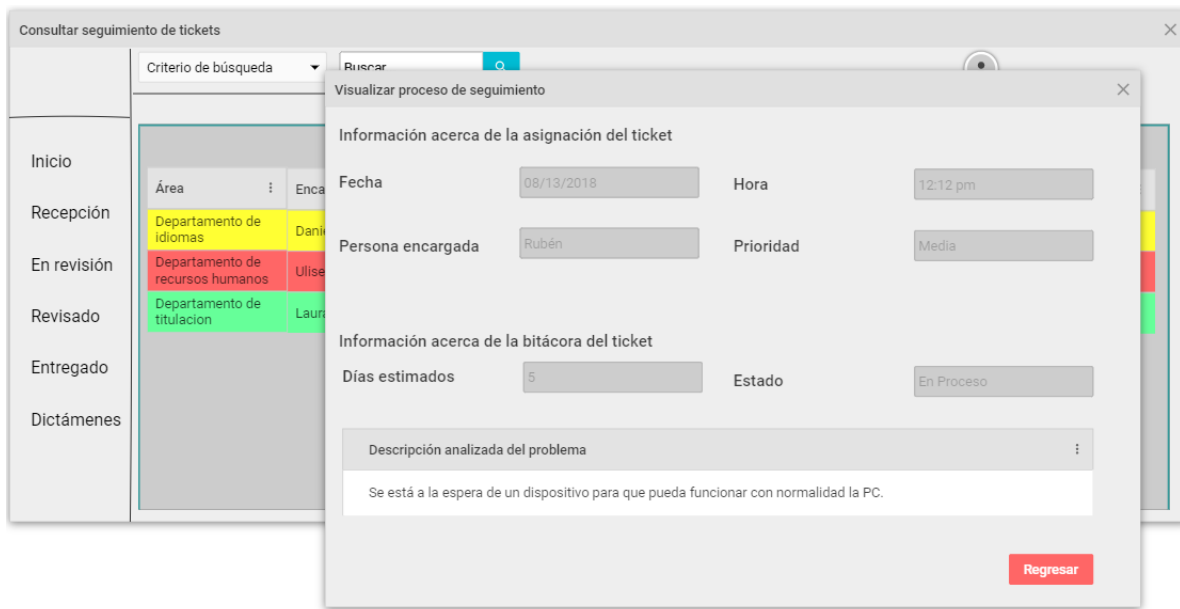 Consultar seguimiento de tickets
Criterio de búsqueda
Buscar
Visualizar proceso de seguimiento
Inicio
Recepción
En revisión
Revisado
Entregado
Dictámenes
Área
Departamento de
idiomas
Departamento de
recursos humanos
Departamento de
titulacion
Información acerca de la asignación del ticket
Fecha 08/13/2018 Hora 12:12 pm
Persona encargada Rubén Prioridad Media
Información acerca de la bitácora del ticket
Días estimados 5 Estado En Proceso
Descripción analizada del problema
Se está a la espera de un dispositivo para que pueda funcionar con normalidad la PC.
Regresar